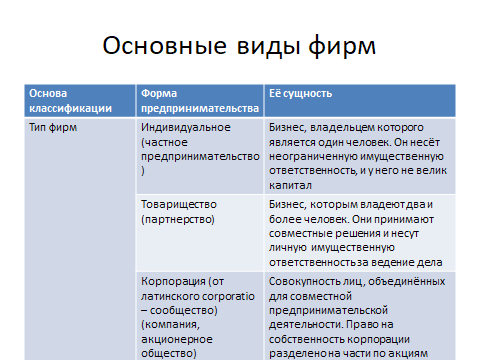 Основные виды фирм
Основа
классификации
Форма
предпринимательства
Её сущность
Тип фирм
Индивидуальное
(частное
предпринимательство
)
Бизнес, владельцем которого
является один человек. Он несёт
неограниченную имущественную
ответственность, и у него не велик
капитал
Товарищество
(партнерство)
Бизнес, которым владеют два и
более человек. Они принимают
совместные решения и несут
личную имущественную
ответственность за ведение дела
Корпорация (от
латинского corporatio
– сообщество)
(компания,
акционерное
общество)
Совокупность лиц, объединённых
для совместной
предпринимательской
деятельности. Право на
собственность корпорации
разделено на части по акциям